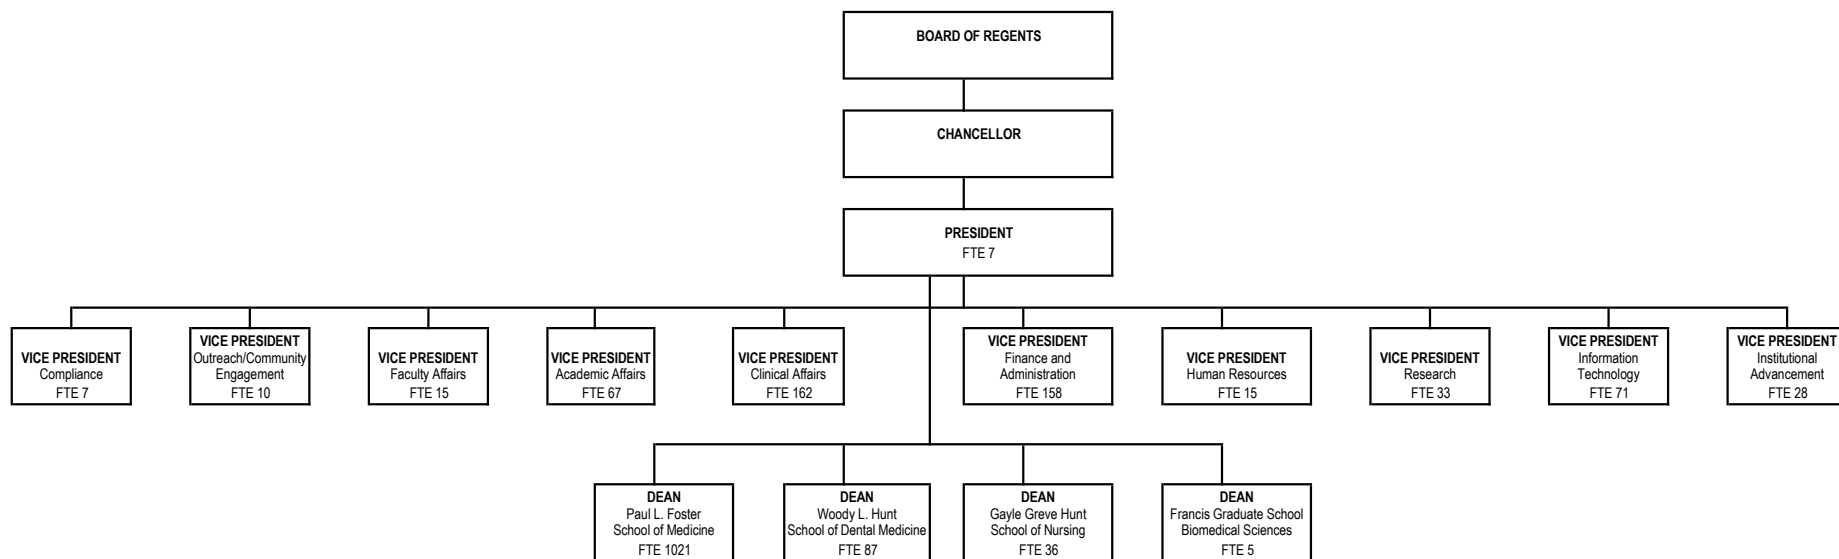 BOARD OF REGENTS
CHANCELLOR
PRESIDENT
FTE 7
VICE PRESIDENT
Compliance
FTE 7
VICE PRESIDENT
Outreach/Community
Engagement
FTE 10
VICE PRESIDENT
Faculty Affairs
FTE 15
VICE PRESIDENT
Academic Affairs
FTE 67
VICE PRESIDENT
Clinical Affairs
FTE 162
VICE PRESIDENT
Finance and
Administration
FTE 158
VICE PRESIDENT
Human Resources
FTE 15
VICE PRESIDENT
Research
FTE 33
VICE PRESIDENT
Information
Technology
FTE 71
VICE PRESIDENT
Institutional
Advancement
FTE 28
DEAN
Paul L. Foster
School of Medicine
FTE 1021
DEAN
Woody L. Hunt
School of Dental Medicine
FTE 87
DEAN
Gayle Greve Hunt
School of Nursing
FTE 36
DEAN
Francis Graduate School
Biomedical Sciences
FTE 5